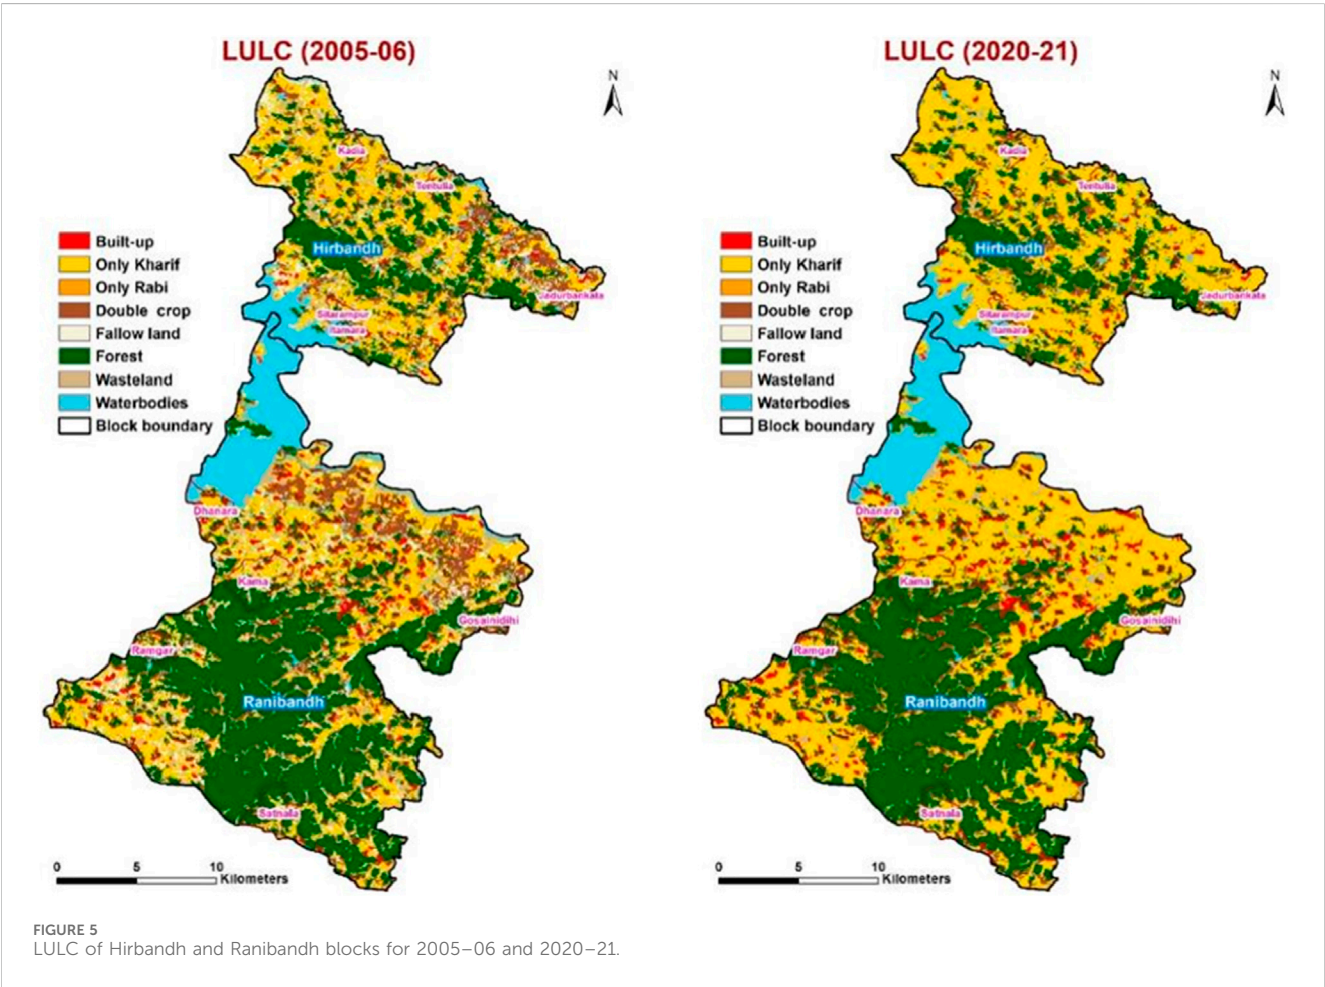 LULC (2005-06)
N
Kadia
Tentulia
Hirbandh
Jadurbankata
Sitarampur
Itamara
Built-up
Only Kharif
Only Rabi
Double crop
Fallow land
Forest
Wasteland
Waterbodies
Block boundary
Dhanara
Kama
Gosainidihi
Ramgar
Ranibandh
Satnala
0 5 10
Kilometers
LULC (2020-21)
N
Kadia
Tentulia
Hirbandh
Jadurbankata
Sitarampur
Itamara
Built-up
Only Kharif
Only Rabi
Double crop
Fallow land
Forest
Wasteland
Waterbodies
Block boundary
Dhanara
Kama
Gosainidihi
Ramgar
Ranibandh
Satnala
0 5 10
Kilometers
FIGURE 5
LULC of Hirbandh and Ranibandh blocks for 2005–06 and 2020–21.